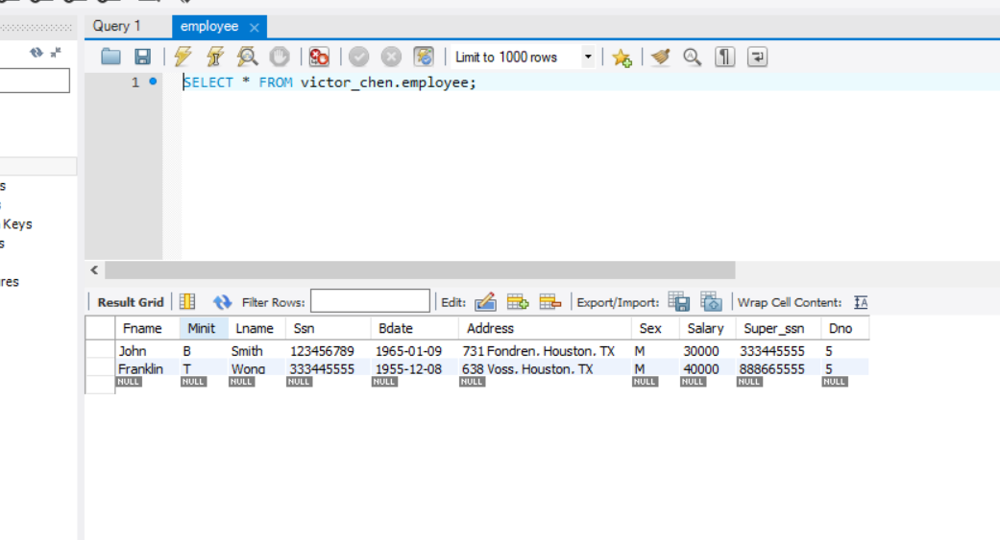 Query 1
employee
Limit to 1000 rows
1
SELECT * FROM victor_chen.employee;
s
Keys
s
res
Result Grid Filter Rows: Edit: Export/Import: Wrap Cell Content: IA
Fname Minit Lname Ssn Bdate Address Sex Salary Super_ssn Dno
John B Smith 123456789 1965-01-09 731 Fondren, Houston, TX M 30000 333445555 5
Franklin T Wong 333445555 1955-12-08 638 Voss, Houston, TX M 40000 888665555 5
NULL NULL NULL NULL NULL NULL NULL NULL NULL NULL